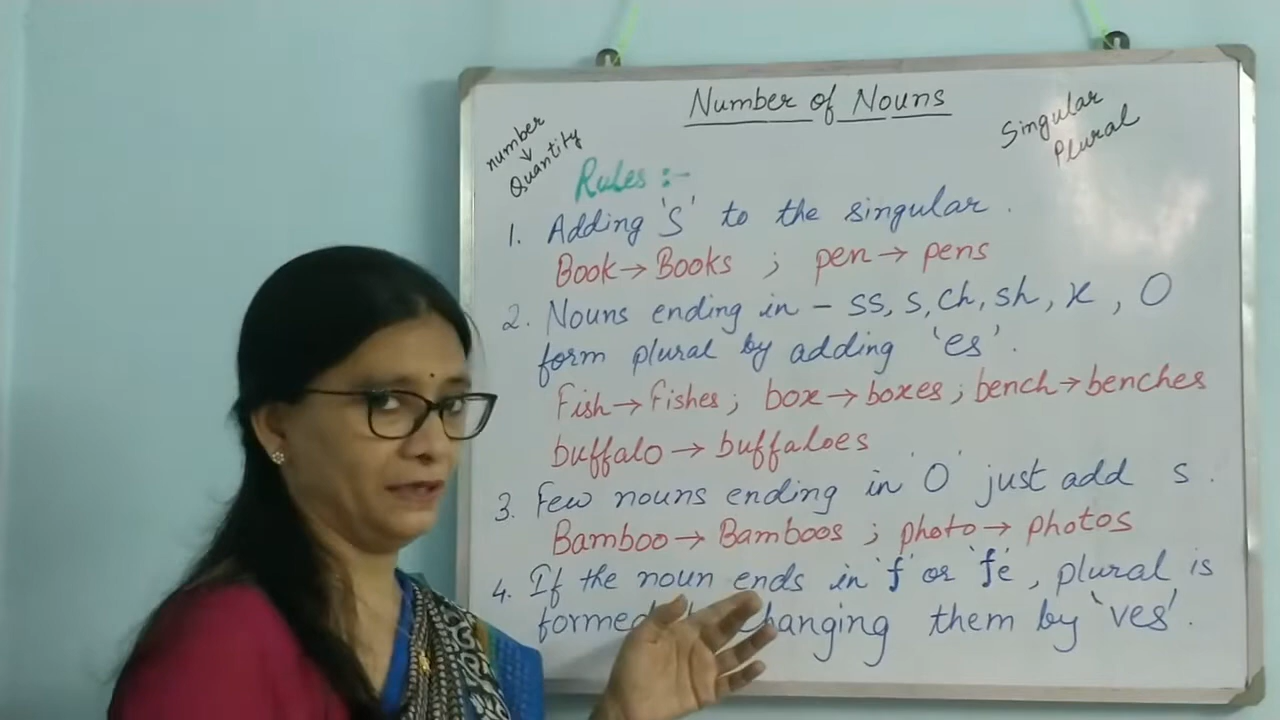 Number of Nouns
number
↓
Quantity
Singular
Plural
Rules :-
1. Adding 's' to the singular.
Book → Books ; pen → pens
2. Nouns ending in - ss, s, ch, sh, x, O
form plural by adding 'es'.
Fish → Fishes ; box → boxes ; bench → benches
buffalo → buffaloes
3. Few nouns ending in 'O' just add s.
Bamboo → Bamboos ; photo → photos
4. If the noun ends in 'f' or 'fe', plural is
formed changing them by 'ves'.